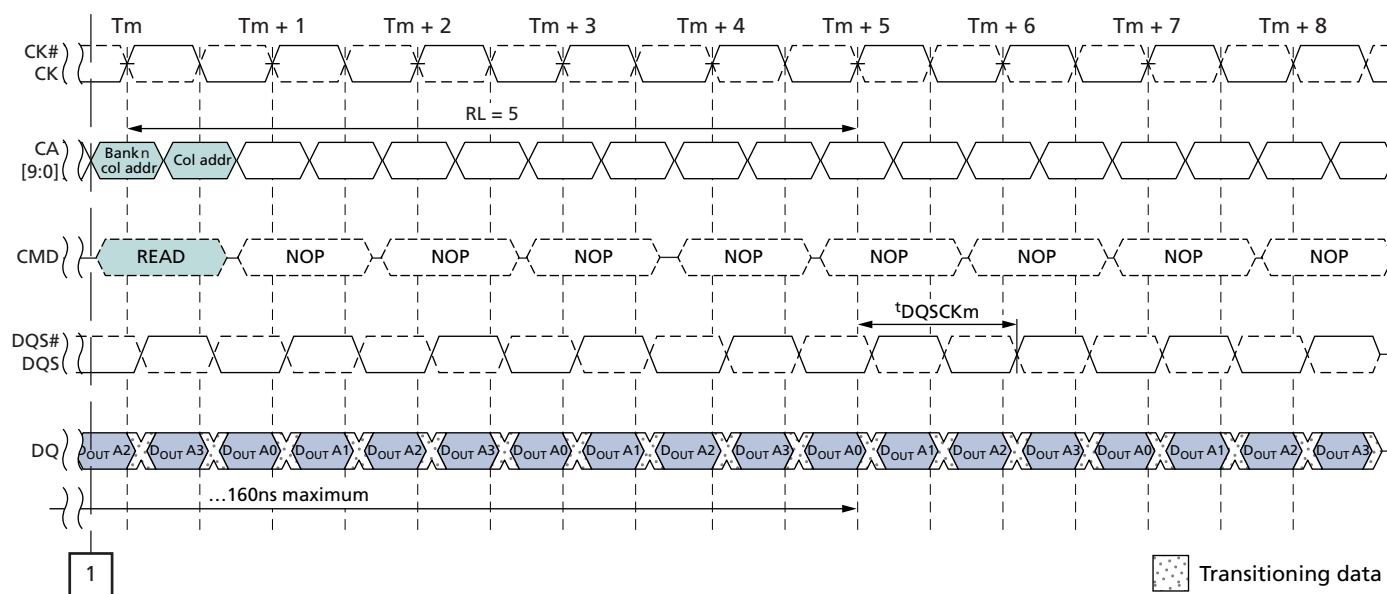 Tm Tm + 1 Tm + 2 Tm + 3 Tm + 4 Tm + 5 Tm + 6 Tm + 7 Tm + 8
CK#
CK
RL = 5
CA
[9:0]
Bank n
col addr
Col addr
CMD READ NOP NOP NOP NOP NOP NOP NOP NOP
tDQSCKm
DQS#
DQS
DQ DOUT A2 DOUT A3 DOUT A0 DOUT A1 DOUT A2 DOUT A3 DOUT A0 DOUT A1 DOUT A2 DOUT A3 DOUT A0 DOUT A1 DOUT A2 DOUT A3 DOUT A0 DOUT A1 DOUT A2 DOUT A3
…160ns maximum
1
Transitioning data